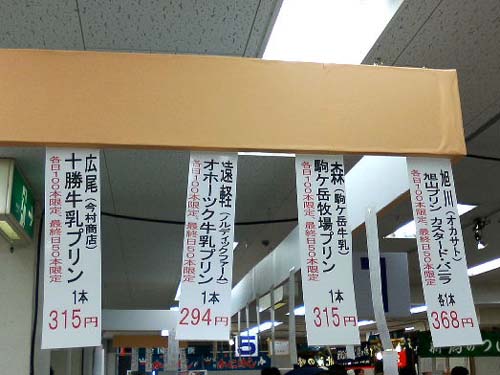 広尾(今村商店)
十勝牛乳プリン
各日100本限定、最終日50本限定
1本
315円
遠軽(ノルディックファーム)
オホーツク牛乳プリン
各日100本限定、最終日50本限定
1本
294円
森(駒ケ岳牛乳)
駒ケ岳牧場プリン
各日100本限定、最終日50本限定
1本
315円
旭川(オカサト)
旭山プリン カスタード・バニラ
各日100本限定、最終日50本限定
各1本
368円
5